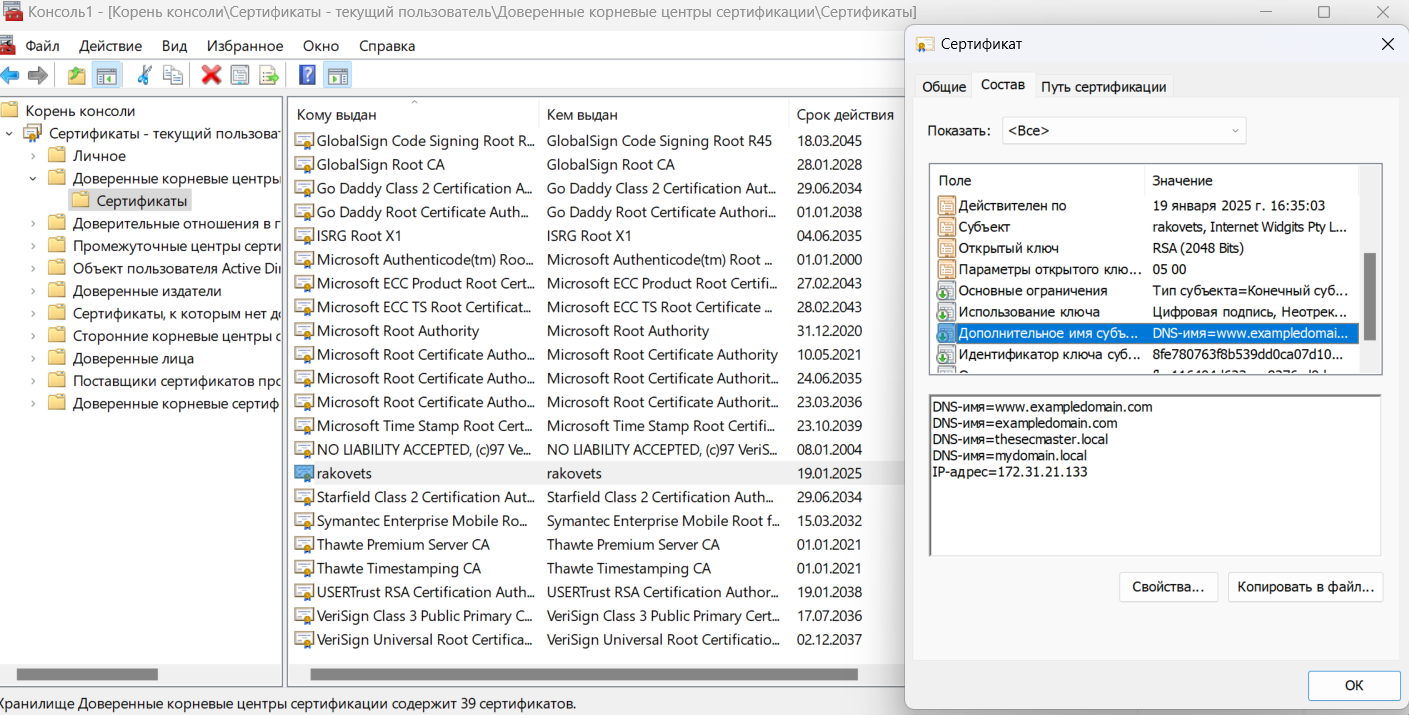 Консоль1 - [Корень консоли\Сертификаты - текущий пользователь\Доверенные корневые центры сертификации\Сертификаты]
Файл Действие Вид Избранное Окно Справка
Корень консоли
Сертификаты - текущий пользоват
Личное
Доверенные корневые центры
Сертификаты
Доверительные отношения в г
Промежуточные центры серти
Объект пользователя Active Di
Доверенные издатели
Сертификаты, к которым нет до
Сторонние корневые центры с
Доверенные лица
Поставщики сертификатов про
Доверенные корневые сертиф
Кому выдан Кем выдан Срок действия
GlobalSign Code Signing Root R... GlobalSign Code Signing Root R45 18.03.2045
GlobalSign Root CA GlobalSign Root CA 28.01.2028
Go Daddy Class 2 Certification A... Go Daddy Class 2 Certification Aut... 29.06.2034
Go Daddy Root Certificate Auth... Go Daddy Root Certificate Authori... 01.01.2038
ISRG Root X1 ISRG Root X1 04.06.2035
Microsoft Authenticode(tm) Roo... Microsoft Authenticode(tm) Root ... 01.01.2000
Microsoft ECC Product Root Cert... Microsoft ECC Product Root Certifi... 27.02.2043
Microsoft ECC TS Root Certificat... Microsoft ECC TS Root Certificate ... 28.02.2043
Microsoft Root Authority Microsoft Root Authority 31.12.2020
Microsoft Root Certificate Autho... Microsoft Root Certificate Authority 10.05.2021
Microsoft Root Certificate Autho... Microsoft Root Certificate Authorit... 24.06.2035
Microsoft Root Certificate Autho... Microsoft Root Certificate Authorit... 23.03.2036
Microsoft Time Stamp Root Cert... Microsoft Time Stamp Root Certifi... 23.10.2039
NO LIABILITY ACCEPTED, (c)97 Ve... NO LIABILITY ACCEPTED, (c)97 VeriS... 08.01.2004
rakovets rakovets 19.01.2025
Starfield Class 2 Certification Aut... Starfield Class 2 Certification Auth... 29.06.2034
Symantec Enterprise Mobile Ro... Symantec Enterprise Mobile Root f... 15.03.2032
Thawte Premium Server CA Thawte Premium Server CA 01.01.2021
Thawte Timestamping CA Thawte Timestamping CA 01.01.2021
USERTrust RSA Certification Auth... USERTrust RSA Certification Author... 19.01.2038
VeriSign Class 3 Public Primary C... VeriSign Class 3 Public Primary Cert... 17.07.2036
VeriSign Universal Root Certifica... VeriSign Universal Root Certificatio... 02.12.2037
Хранилище Доверенные корневые центры сертификации содержит 39 сертификатов.
Сертификат
Общие Состав Путь сертификации
Показать: <Все>
Поле Значение
Действителен по 19 января 2025 г. 16:35:03
Субъект rakovets, Internet Widgits Pty L...
Открытый ключ RSA (2048 Bits)
Параметры открытого клю... 05 00
Основные ограничения Тип субъекта=Конечный суб...
Использование ключа Цифровая подпись, Неотрек...
Дополнительное имя субъ... DNS-имя=www.exampledomai...
Идентификатор ключа суб... 8fe780763f8b539dd0ca07d10...
DNS-имя=www.exampledomain.com
DNS-имя=exampledomain.com
DNS-имя=thesecmaster.local
DNS-имя=mydomain.local
IP-адрес=172.31.21.133
Свойства... Копировать в файл...
ОК